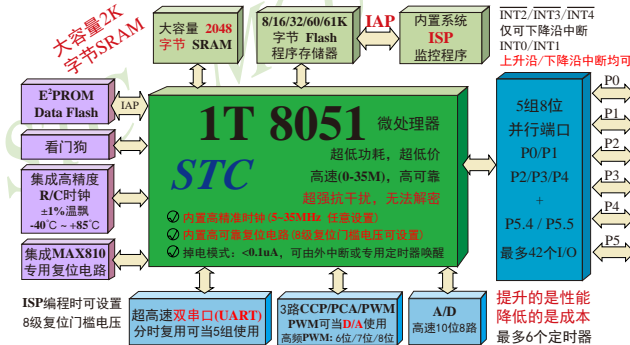 大容量2K
字节SRAM
大容量 2048
字节 SRAM
8/16/32/60/61K
字节 Flash
程序存储器
IAP
内置系统
ISP
监控程序
INT2/INT3/INT4
仅可下降沿中断
INT0/INT1
上升沿/下降沿中断均可
E²PROM
Data Flash
IAP
看门狗
集成高精度
R/C时钟
±1%温飘
-40℃ ~ +85℃
集成MAX810
专用复位电路
1T 8051 微处理器
STC
超低功耗，超低价
高速(0-35M)，高可靠
超强抗干扰，无法解密
内置高精准时钟(5~35MHz 任意设置)
内置高可靠复位电路(8级复位门槛电压可设置)
掉电模式：<0.1uA，可由外中断或专用定时器唤醒
5组8位
并行端口
P0/P1
P2/P3/P4
+
P5.4 / P5.5
最多42个I/O
P0
P1
P2
P3
P4
P5
ISP编程时可设置
8级复位门槛电压
超高速双串口(UART)
分时复用可当5组使用
3路CCP/PCA/PWM
PWM可当D/A使用
高频PWM: 6位/7位/8位
A/D
高速10位8路
提升的是性能
降低的是成本
最多6个定时器